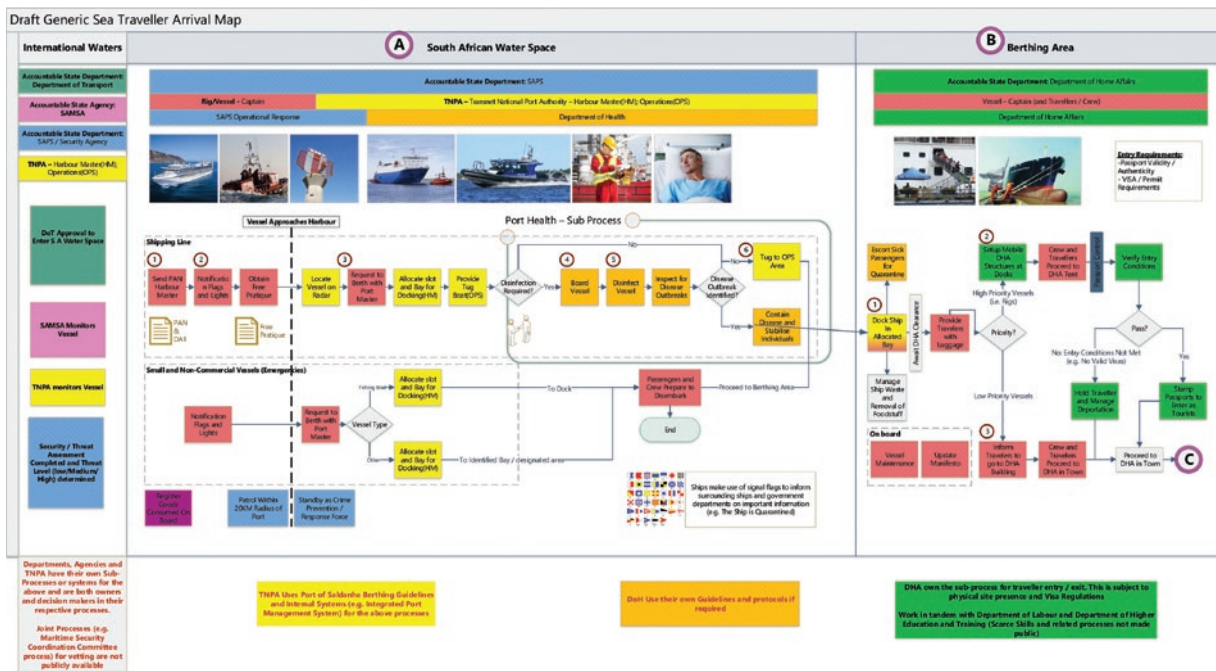 Draft Generic Sea Traveller Arrival Map
International Waters
A
South African Water Space
B
Berthing Area
Accountable State Department:
Department of Transport
Accountable State Agency:
SAMSA
Accountable State Department:
SAPS / Security Agency
TNPA – Harbour Master(HM);
Operations(OPS)
DoT Approval to
Enter S A Water Space
SAMSA Monitors
Vessel
TNPA monitors Vessel
Security / Threat
Assessment
Completed and Threat
Level (low/Medium/
High) determined
Accountable State Department: SAPS
Rig/Vessel – Captain
TNPA – Transnet National Port Authority – Harbour Master(HM); Operations(OPS)
SAPS Operational Response
Department of Health
Vessel Approaches Harbour
Port Health – Sub Process
Shipping Line
1
Send PAN
Harbour
Master
2
Notificatio
n Flags
and Lights
Obtain
Free
Pratique
Locate
Vessel on
Radar
3
Request to
Berth with
Port Master
Allocate slot
and Bay for
Docking(HM)
Provide
Tug
Boat(OPS)
Disinfection
Required?
No
Yes
4
Board
Vessel
5
Disinfect
Vessel
Inspect for
Disease
Outbreaks
Disease
Outbreak
Identified?
No
Yes
6
Tug to OPS
Area
Contain
Disease and
Stabilise
Individuals
PAN
&
Free
Pratique
Small and Non-Commercial Vessels (Emergencies)
Notification
Flags and
Lights
Request to
Berth with
Port
Master
Vessel Type
Allocate slot
and Bay for
Docking(HM)
To Dock
Other
Allocate slot
and Bay for
Docking(HM)
To Identified Bay / designated area
Passengers and
Crew Prepare to
Disembark
End
Proceed to Berthing Area
Register
Goods
Consumed On
Board
Patrol Within
20KM Radius of
Port
Standby as Crime
Prevention /
Response Force
Ships make use of signal flags to inform
surrounding ships and government
departments on important information
(e.g. The Ship is Quarantined)
Accountable State Department: Department of Home Affairs
Vessel – Captain (and Travellers / Crew)
Department of Home Affairs
Entry Requirements:
-Passport Validity /
Authenticity
- VISA / Permit
Requirements
Escort Sick
Passengers
for
Quarantine
1
Dock Ship
In
Allocated
Bay
Await DHA Clearance
Manage
Ship Waste
and
Removal of
Foodstuff
Provide
Travelers
with
Luggage
Priority?
High Priority Vessels
(i.e. Rigs)
Low Priority Vessels
2
Setup Mobile
DHA
Structures at
Docks
Crew and
Travellers
Proceed to
DHA Tent
Passport Control
Verify Entry
Conditions
Pass?
No: Entry Conditions Not Met
(e.g. No Valid Visas)
Yes
Hold Traveller
and Manage
Deportation
Stamp
Passports to
Enter as
Tourists
Onboard
Vessel
Maintenance
Update
Manifesto
3
Inform
Travelers to
go to DHA
Building
Crew and
Travelers
Proceed to
DHA in Town
Proceed to
DHA in Town
C
Departments, Agencies and
TNPA have their own Sub-
Processes or systems for the
above and are both owners
and decision makers in their
respective processes.
Joint Processes (e.g.
Maritime Security
Coordination Committee
process) for vetting are not
publicly available
TNPA Uses Port of Saldanha Berthing Guidelines
and Internal Systems (e.g. Integrated Port
Management System) for the above processes
DoH Use their own Guidelines and protocols if
required
DHA own the sub-process for traveller entry / exit. This is subject to
physical site presence and Visa Regulations
Work in tandem with Department of Labour and Department of Higher
Education and Training (Scarce Skills and related processes not made
public)